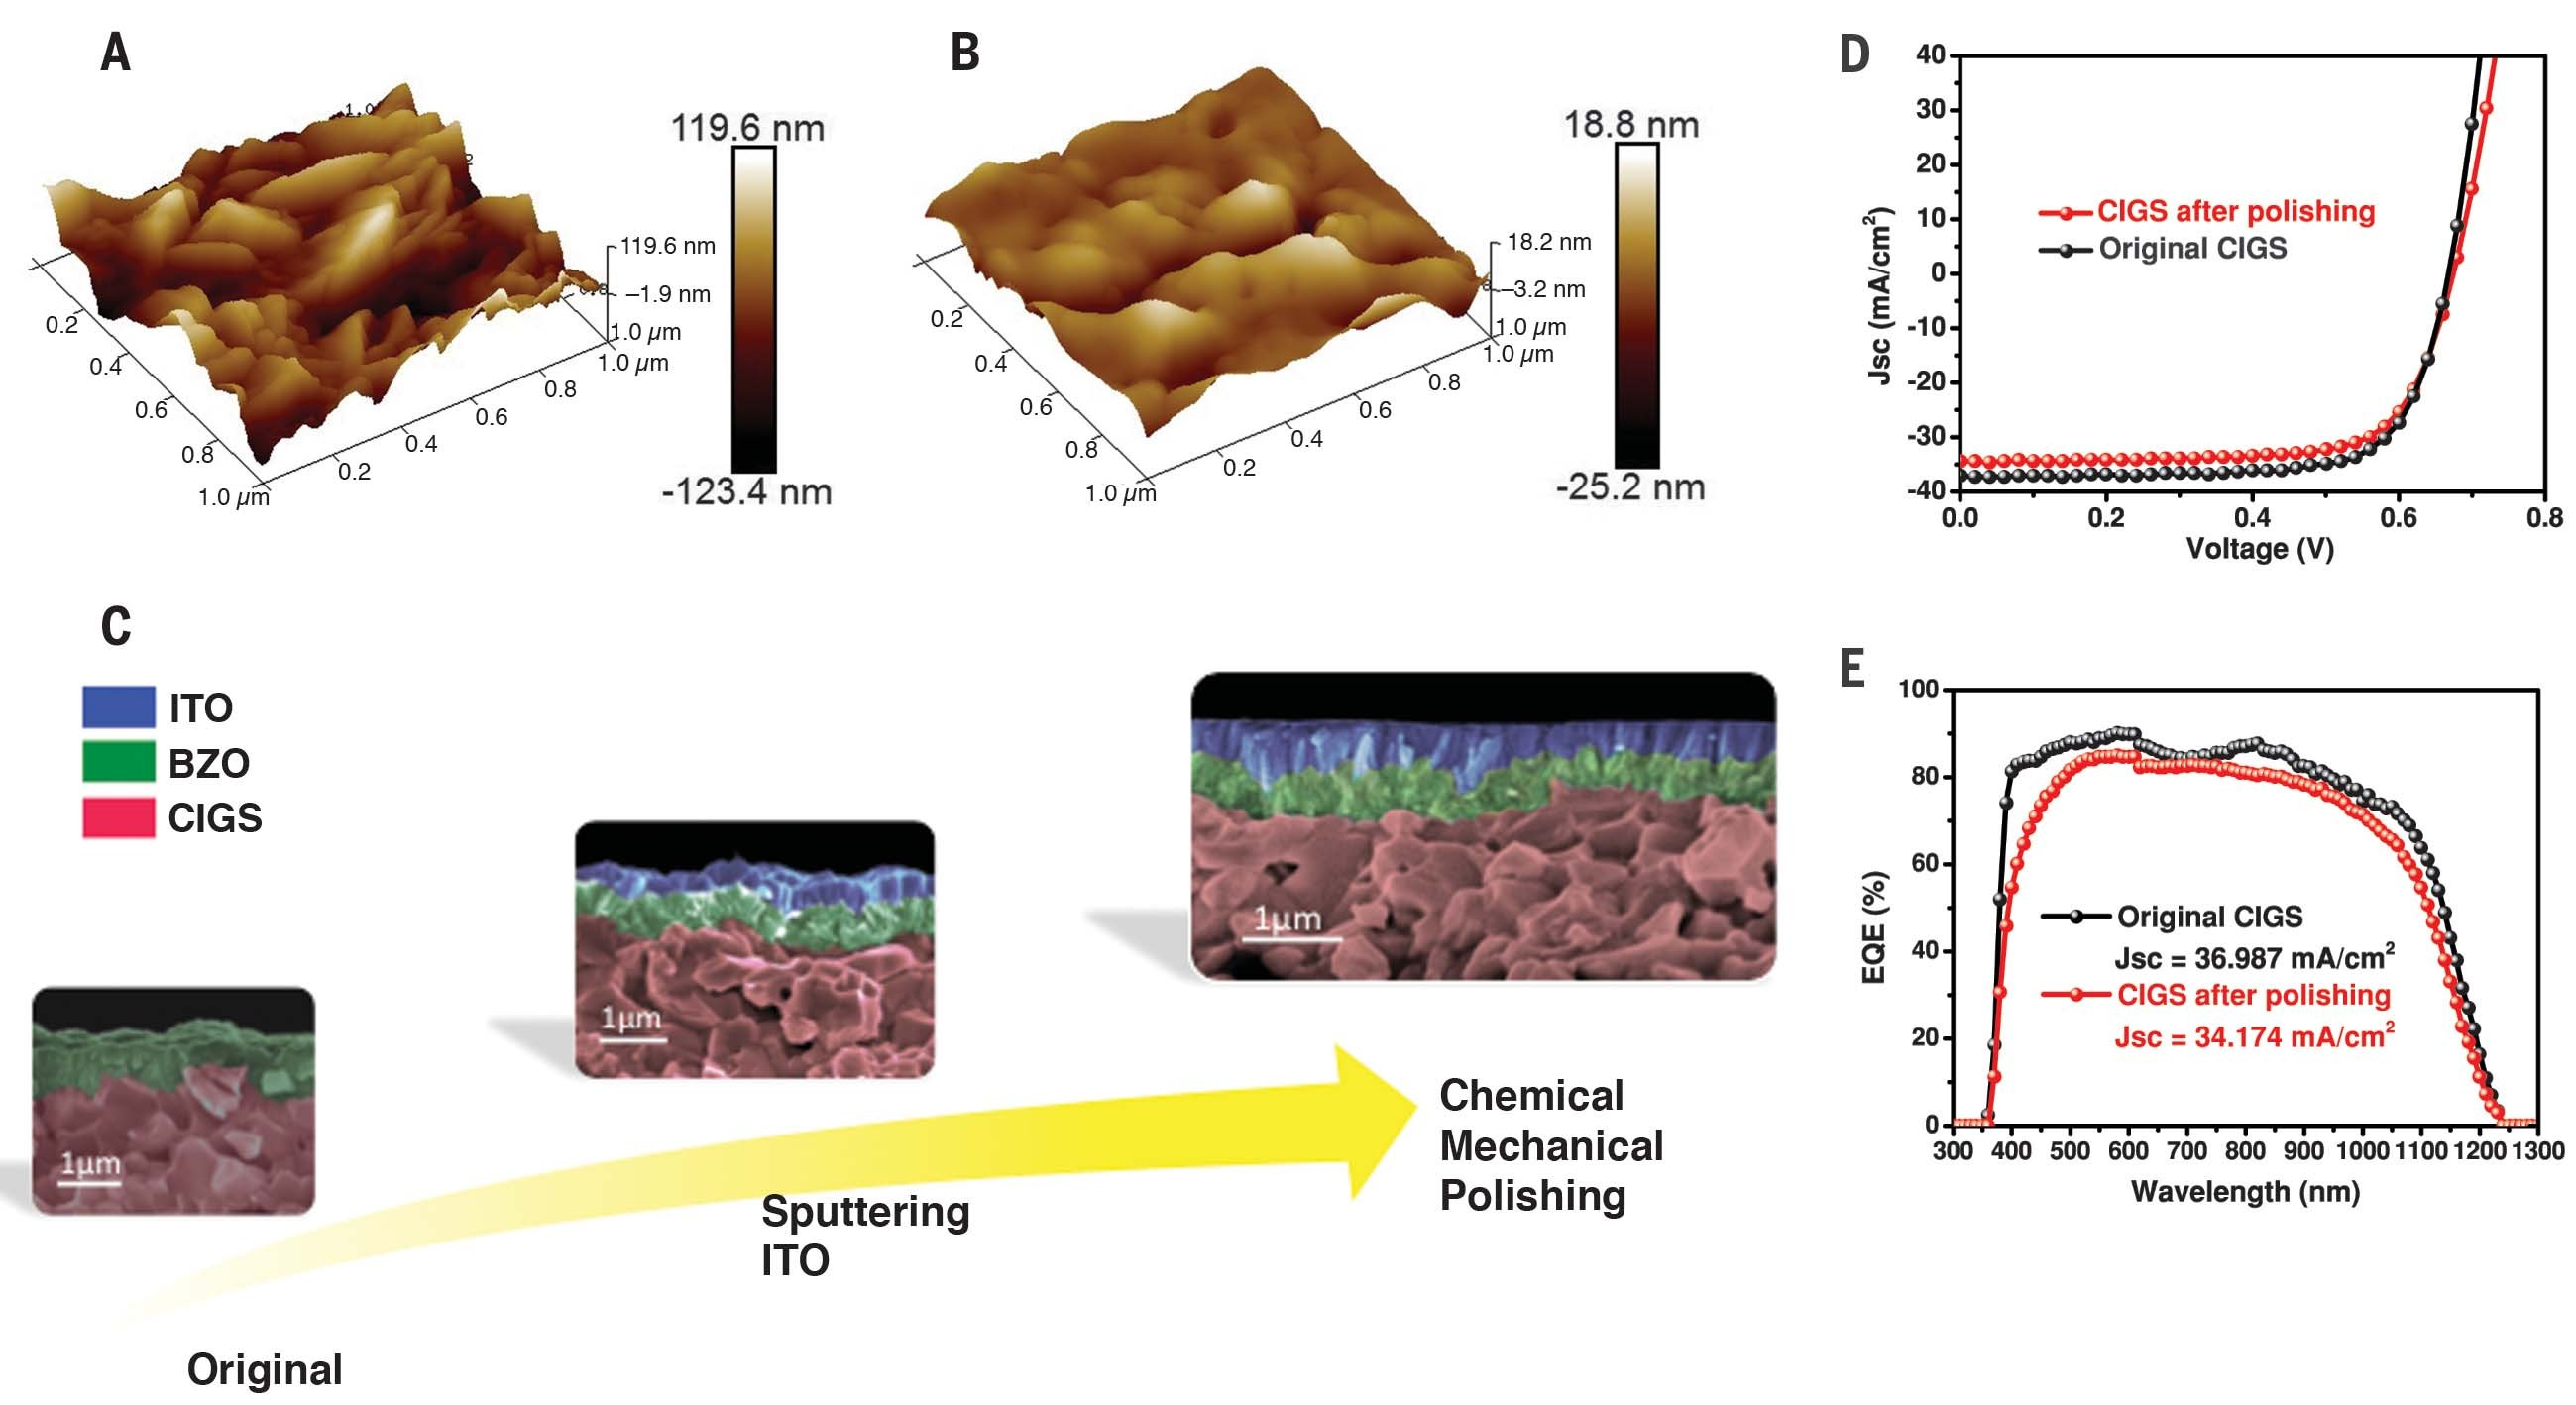 A
119.6 nm
-123.4 nm
119.6 nm
–1.9 nm
1.0 µm
1.0 µm
0.8
0.6
0.4
0.2
0.2
0.4
0.6
0.8
1.0 µm
B
18.8 nm
-25.2 nm
18.2 nm
–3.2 nm
1.0 µm
1.0 µm
0.8
0.6
0.4
0.2
0.2
0.4
0.6
0.8
1.0 µm
C
ITO
BZO
CIGS
1µm
1µm
1µm
Original
Sputtering
ITO
Chemical
Mechanical
Polishing
D
Jsc (mA/cm²)
40
30
20
10
0
-10
-20
-30
-40
CIGS after polishing
Original CIGS
0.0 0.2 0.4 0.6 0.8
Voltage (V)
E
EQE (%)
100
80
60
40
20
0
Original CIGS
Jsc = 36.987 mA/cm²
CIGS after polishing
Jsc = 34.174 mA/cm²
300 400 500 600 700 800 900 1000 1100 1200 1300
Wavelength (nm)